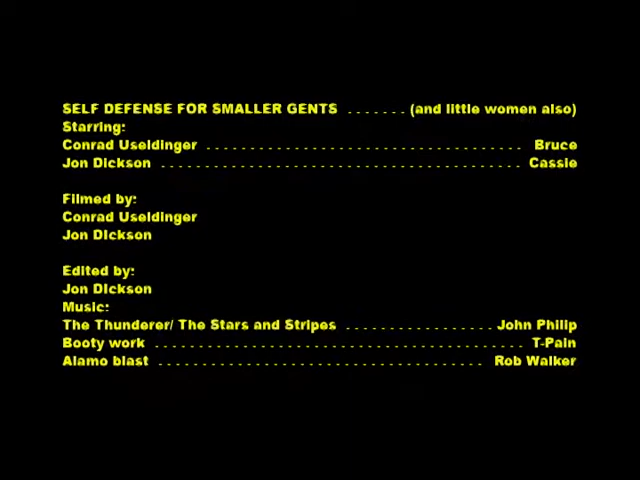 SELF DEFENSE FOR SMALLER GENTS ....... (and little women also)
Starring:
Conrad Useldinger .................................... Bruce
Jon Dickson ......................................... Cassie
Filmed by:
Conrad Useldinger
Jon DIckson
Edited by:
Jon DIckson
Music:
The Thunderer/ The Stars and Stripes ................. John Philip
Booty work .......................................... T-Pain
Alamo blast ..................................... Rob Walker